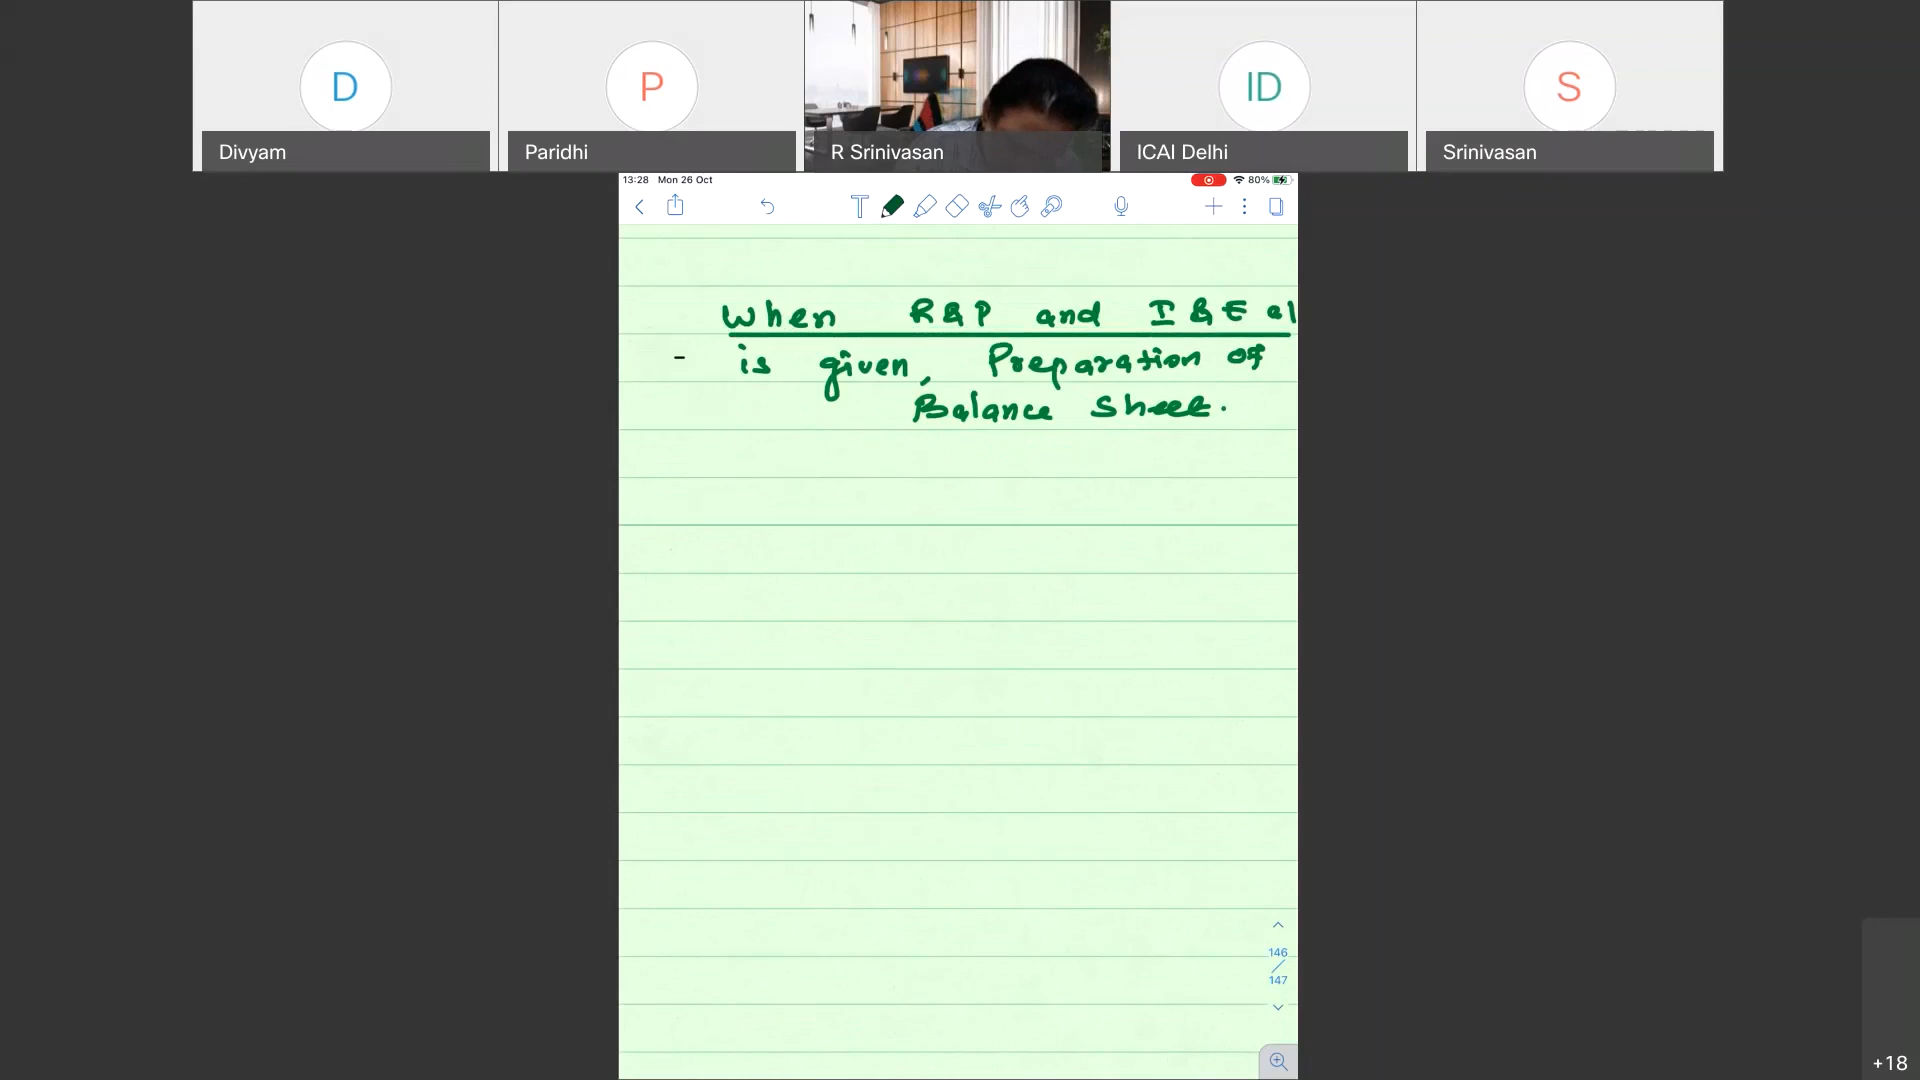 D
P
ID
S
Divyam
Paridhi
R Srinivasan
ICAI Delhi
Srinivasan
13:28 Mon 26 Oct
80%
T
When R&P and I & E a/
- is given, Preparation of
Balance Sheet.
146
147
+18